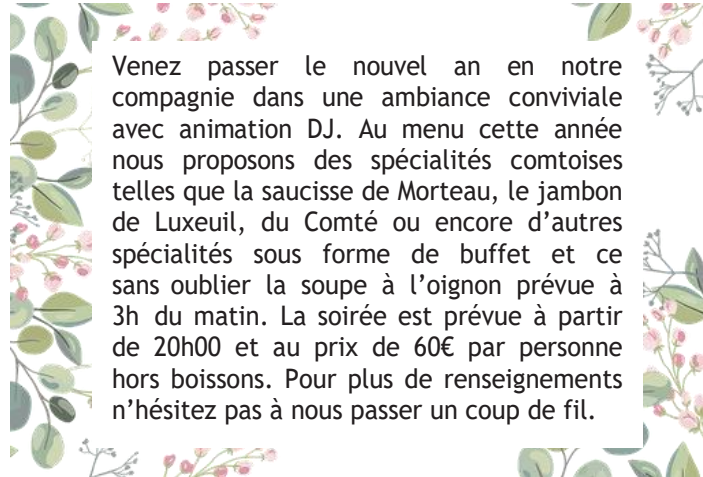 Venez passer le nouvel an en notre
compagnie dans une ambiance conviviale
avec animation DJ. Au menu cette année
nous proposons des spécialités comtoises
telles que la saucisse de Morteau, le jambon
de Luxeuil, du Comté ou encore d’autres
spécialités sous forme de buffet et ce
sans oublier la soupe à l’oignon prévue à
3h du matin. La soirée est prévue à partir
de 20h00 et au prix de 60€ par personne
hors boissons. Pour plus de renseignements
n’hésitez pas à nous passer un coup de fil.